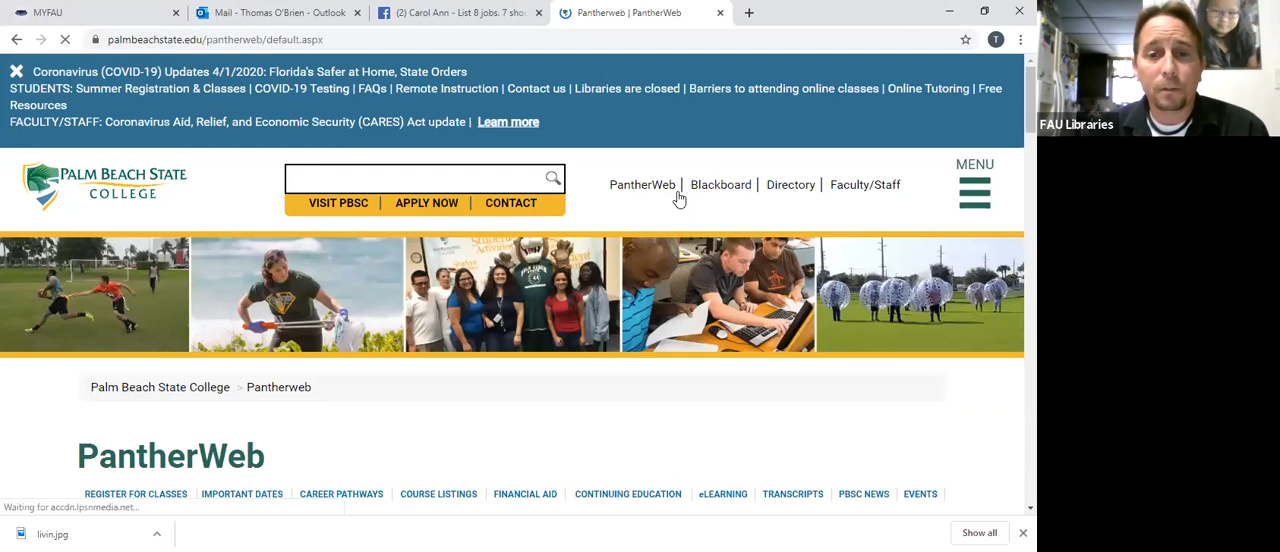 MYFAU
Mail - Thomas O'Brien - Outlook
(2) Carol Ann - List 8 jobs. 7 shou
Pantherweb | PantherWeb
palmbeachstate.edu/pantherweb/default.aspx
T
Coronavirus (COVID-19) Updates 4/1/2020: Florida's Safer at Home, State Orders
STUDENTS: Summer Registration & Classes | COVID-19 Testing | FAQs | Remote Instruction | Contact us | Libraries are closed | Barriers to attending online classes | Online Tutoring | Free
Resources
FACULTY/STAFF: Coronavirus Aid, Relief, and Economic Security (CARES) Act update | Learn more
FAU Libraries
PALM BEACH STATE
COLLEGE
PantherWeb | Blackboard | Directory | Faculty/Staff
MENU
VISIT PBSC | APPLY NOW | CONTACT
Palm Beach State College > Pantherweb
PantherWeb
REGISTER FOR CLASSES IMPORTANT DATES CAREER PATHWAYS COURSE LISTINGS FINANCIAL AID CONTINUING EDUCATION eLEARNING TRANSCRIPTS PBSC NEWS EVENTS
Waiting for accdn.lpsnmedia.net...
livin.jpg
Show all